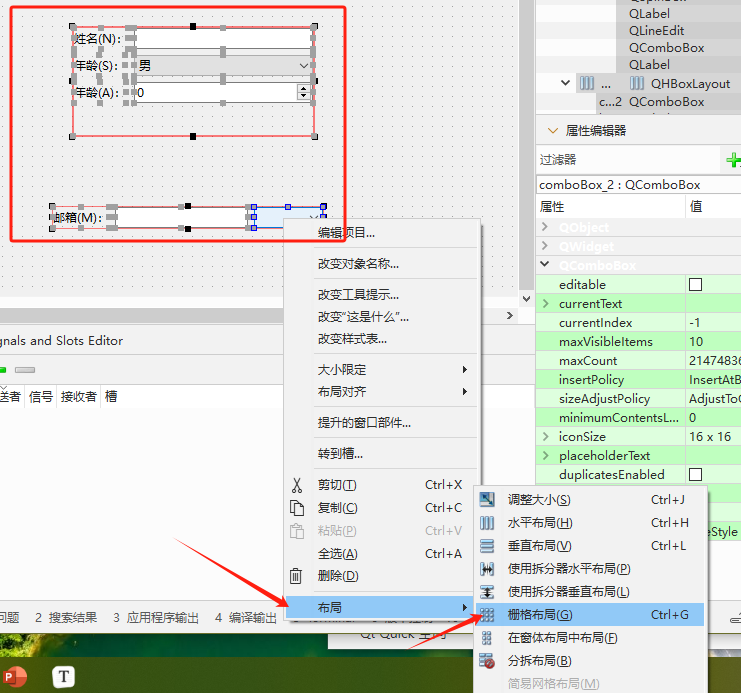 QLabel
QLineEdit
QComboBox
QLabel
... QHBoxLayout
c...2 QComboBox
姓名(N):
年龄(S): 男
年龄(A): 0
邮箱(M):
属性编辑器
过滤器
comboBox_2 : QComboBox
属性 值
QObject
QWidget
QComboBox
editable
currentText
currentIndex -1
maxVisibleItems 10
maxCount 21474836
insertPolicy InsertAtB
sizeAdjustPolicy AdjustToC
minimumContentsL... 0
iconSize 16 x 16
placeholderText
duplicatesEnabled
eStyle
gnals and Slots Editor
送者 信号 接收者 槽
编辑项目...
改变对象名称...
改变工具提示...
改变“这是什么”...
改变样式表...
大小限定
布局对齐
提升的窗口部件...
转到槽...
剪切(T) Ctrl+X
复制(C) Ctrl+C
粘贴(P) Ctrl+V
全选(A) Ctrl+A
删除(D)
布局
调整大小(S) Ctrl+J
水平布局(H) Ctrl+H
垂直布局(V) Ctrl+L
使用拆分器水平布局(P)
使用拆分器垂直布局(L)
栅格布局(G) Ctrl+G
在窗体布局中布局(F)
分拆布局(B)
简易网格布局(M)
问题 2 搜索结果 3 应用程序输出 4 编译输出
Qt Quick 空间
P T